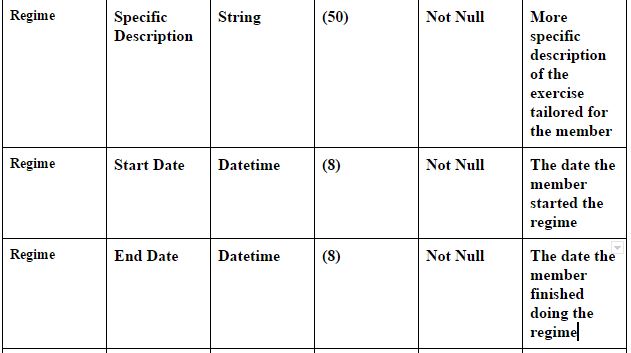 Regime
Specific
Description
String
(50)
Not Null
More
specific
description
of the
exercise
tailored for
the member
Regime
Start Date
Datetime
(8)
Not Null
The date the
member
started the
regime
Regime
End Date
Datetime
(8)
Not Null
The date the
member
finished
doing the
regime